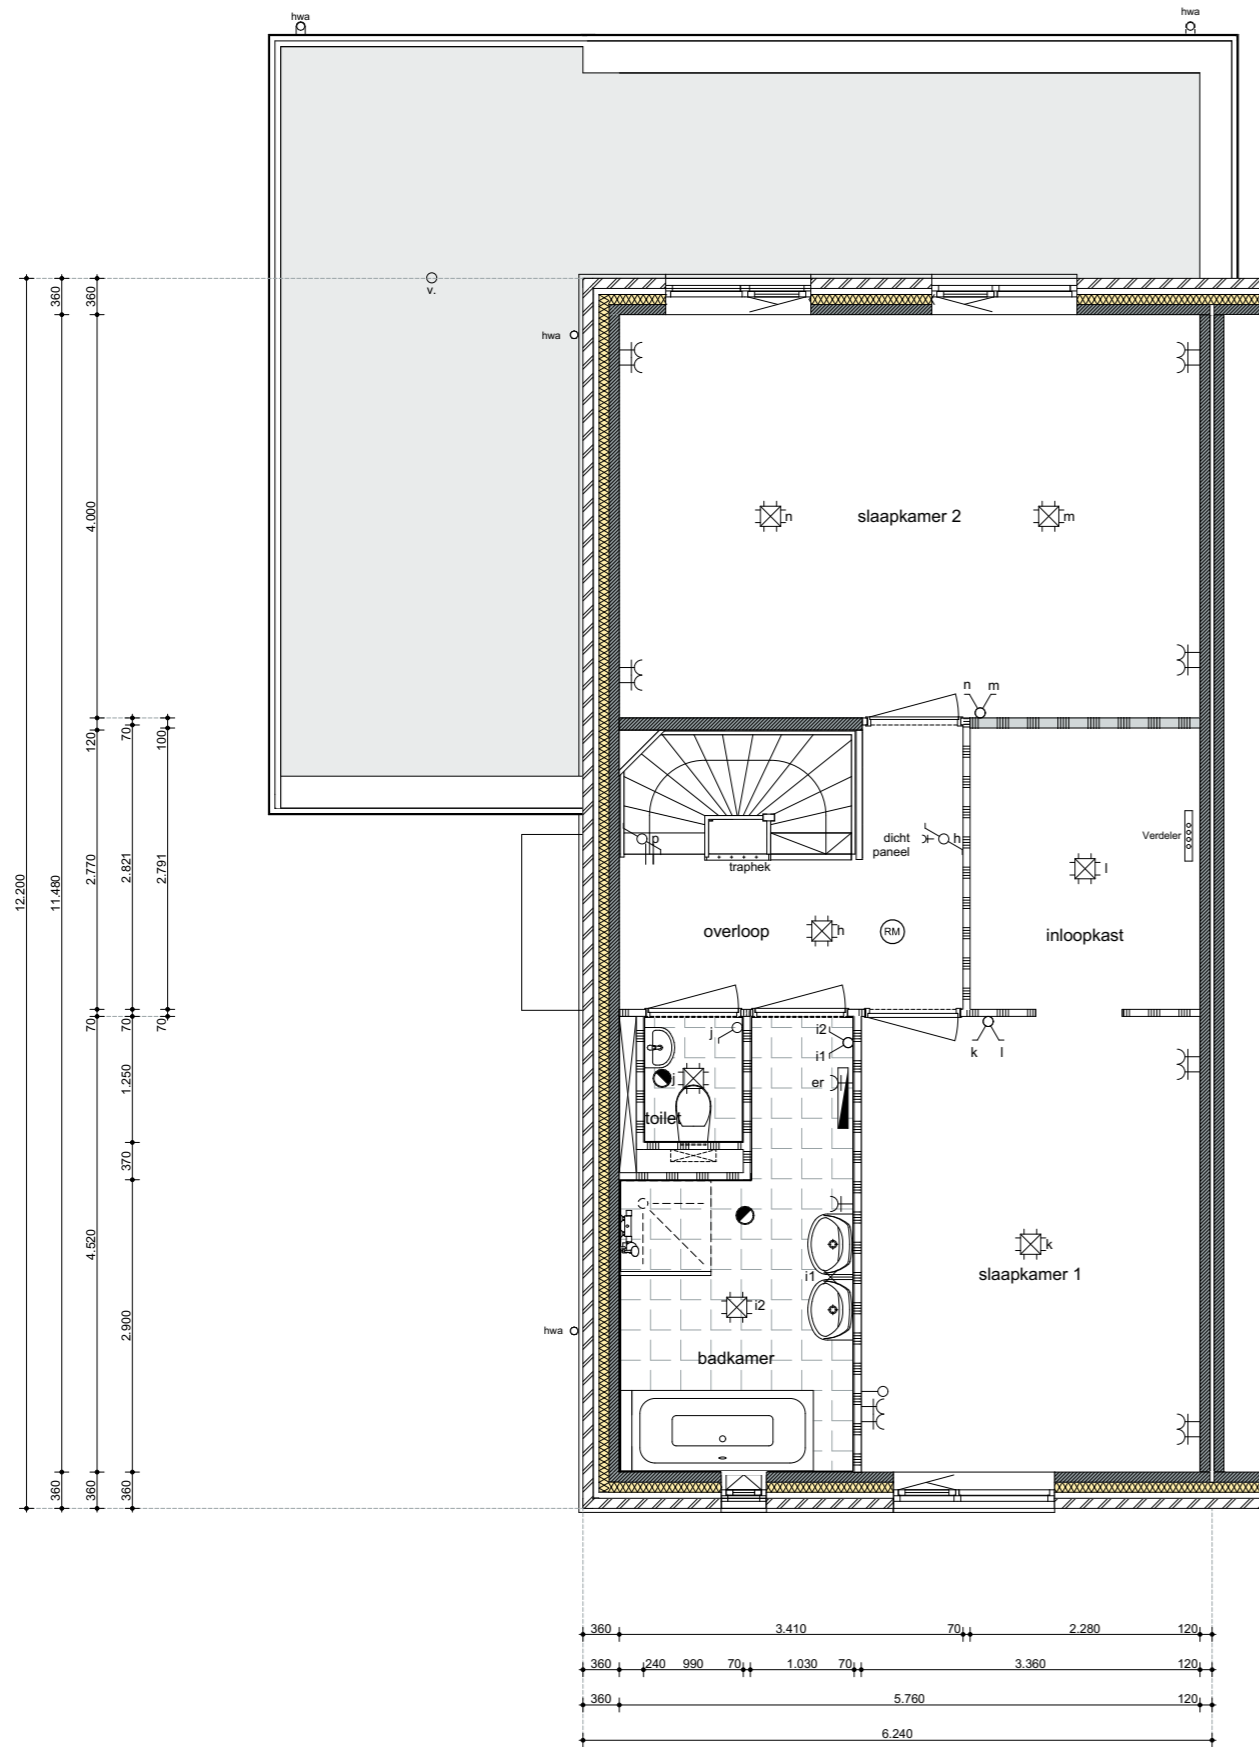 hwa
hwa
v.
hwa
n
slaapkamer 2
m
n m
p
traphek
dicht
paneel
h
Verdeler
l
overloop
h
RM
inloopkast
j
i2
i1
k l
er
j
toilet
k
slaapkamer 1
i1
i2
hwa
badkamer
12.200
360
11.480
360
360
4.000
120
2.770
70
4.520
360
70
2.821
70
1.250
370
2.900
360
100
2.791
70
360 3.410 70 2.280 120
360 240 990 70 1.030 70 3.360 120
360 5.760 120
6.240